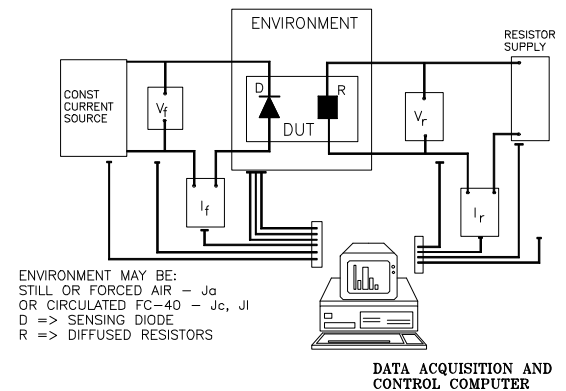 ENVIRONMENT
RESISTOR
SUPPLY
CONST
CURRENT
SOURCE
Vf
D
R
DUT
Vr
If
Ir
ENVIRONMENT MAY BE:
STILL OR FORCED AIR – Ja
OR CIRCULATED FC–40 – Jc, Jl
D => SENSING DIODE
R => DIFFUSED RESISTORS
DATA ACQUISITION AND
CONTROL COMPUTER